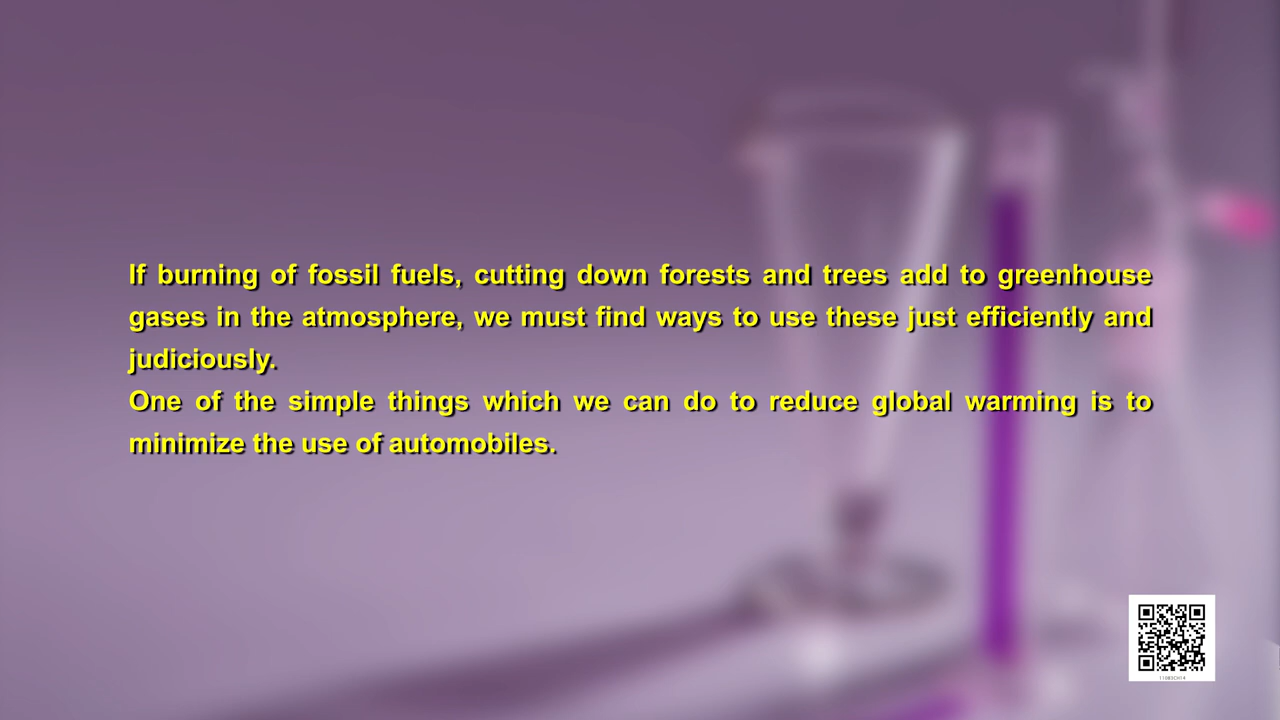 If burning of fossil fuels, cutting down forests and trees add to greenhouse
gases in the atmosphere, we must find ways to use these just efficiently and
judiciously.
One of the simple things which we can do to reduce global warming is to
minimize the use of automobiles.